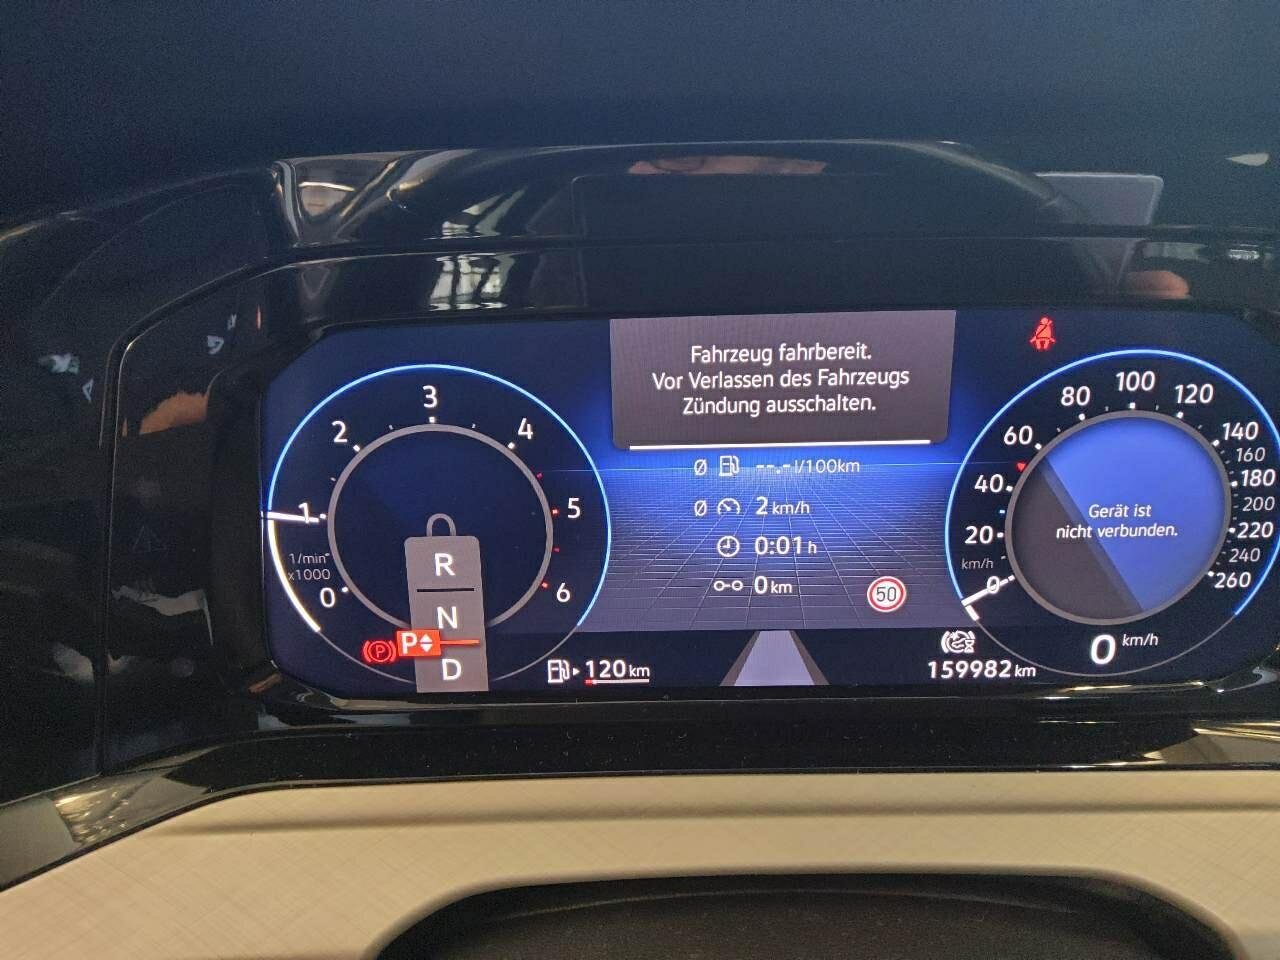 Fahrzeug fahrbereit.
Vor Verlassen des Fahrzeugs
Zündung ausschalten.
Ø --.- l/100km
Ø 2 km/h
0:01 h
0 km
50
0 1 2 3 4 5 6
1/min
x1000
R
N
P
D
(P)
120 km
0 20 40 60 80 100 120 140 160 180 200 220 240 260
km/h
Gerät ist
nicht verbunden.
0 km/h
159982 km